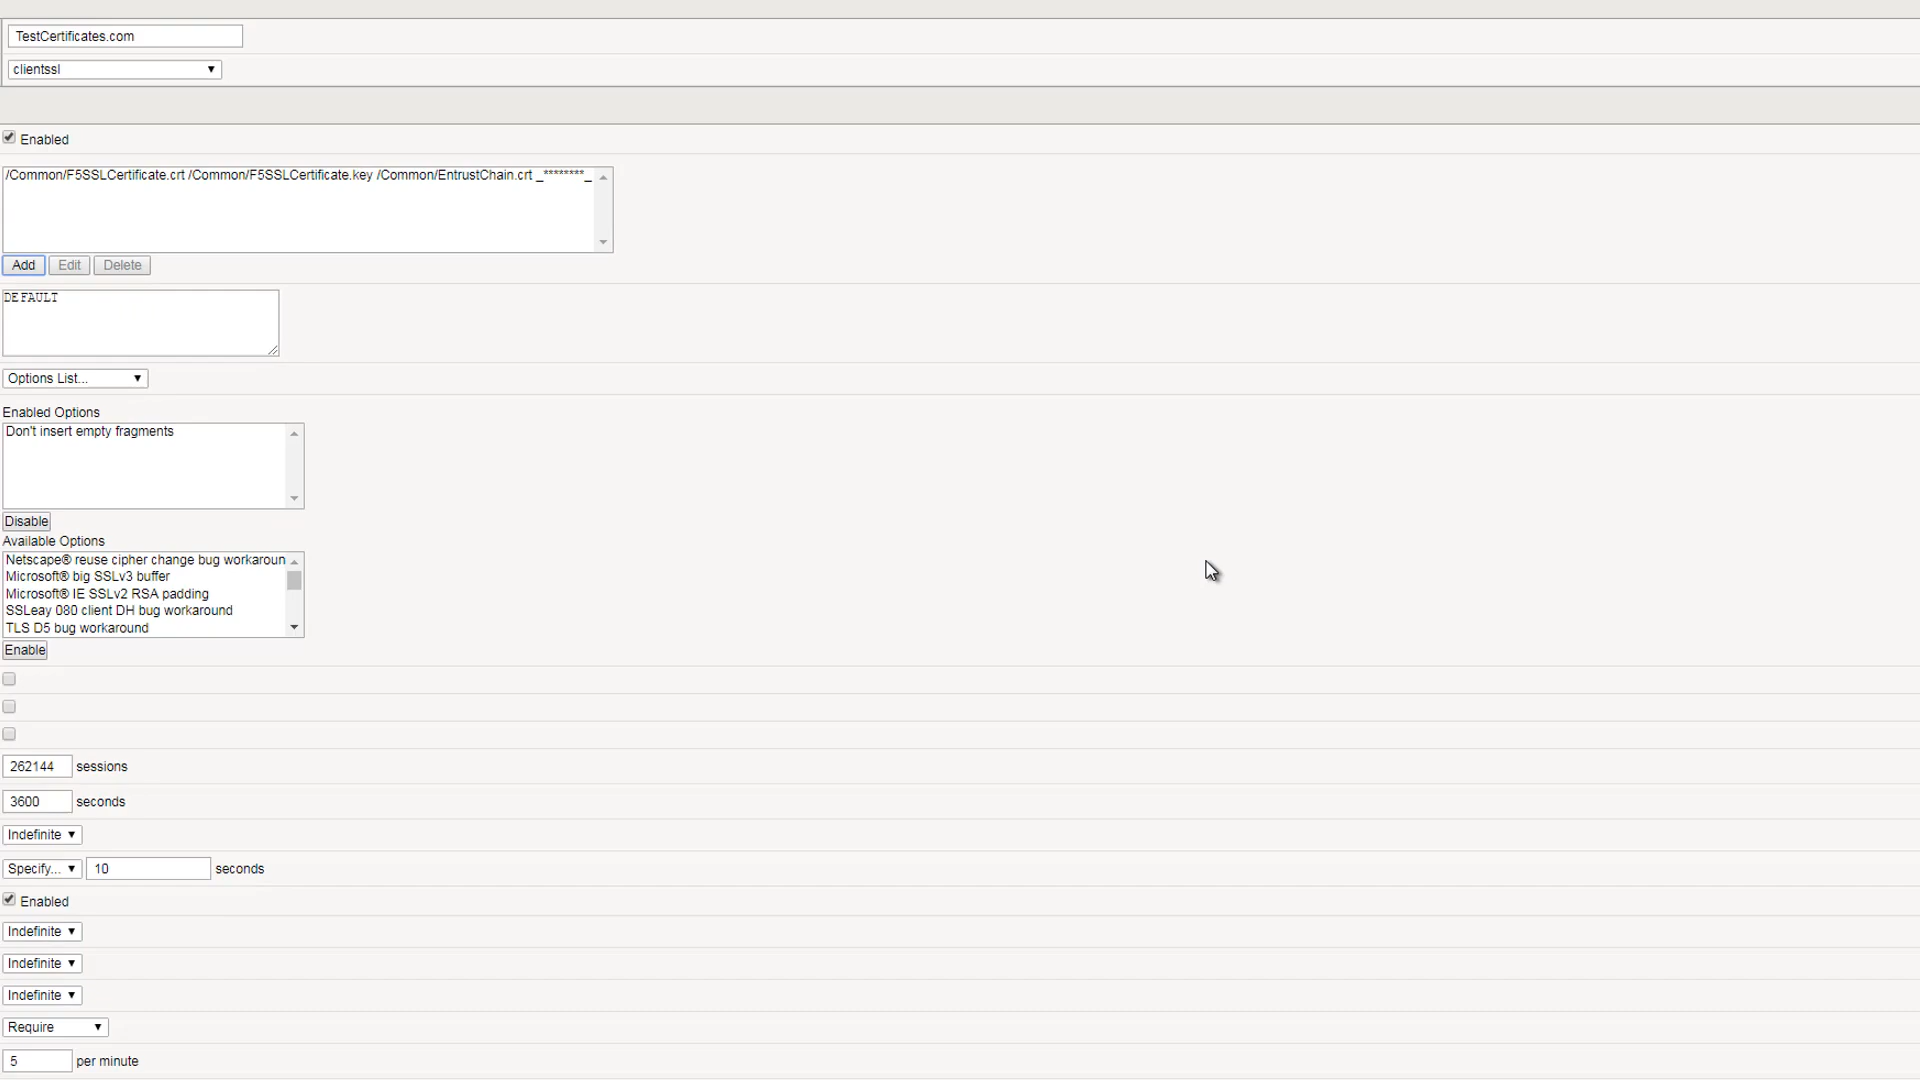 TestCertificates.com
clientssl
Enabled
/Common/F5SSLCertificate.crt /Common/F5SSLCertificate.key /Common/EntrustChain.crt _********_
Add Edit Delete
DEFAULT
Options List...
Enabled Options
Don't insert empty fragments
Disable
Available Options
Netscape® reuse cipher change bug workaroun
Microsoft® big SSLv3 buffer
Microsoft® IE SSLv2 RSA padding
SSLeay 080 client DH bug workaround
TLS D5 bug workaround
Enable
262144 sessions
3600 seconds
Indefinite
Specify... 10 seconds
Enabled
Indefinite
Indefinite
Indefinite
Require
5 per minute